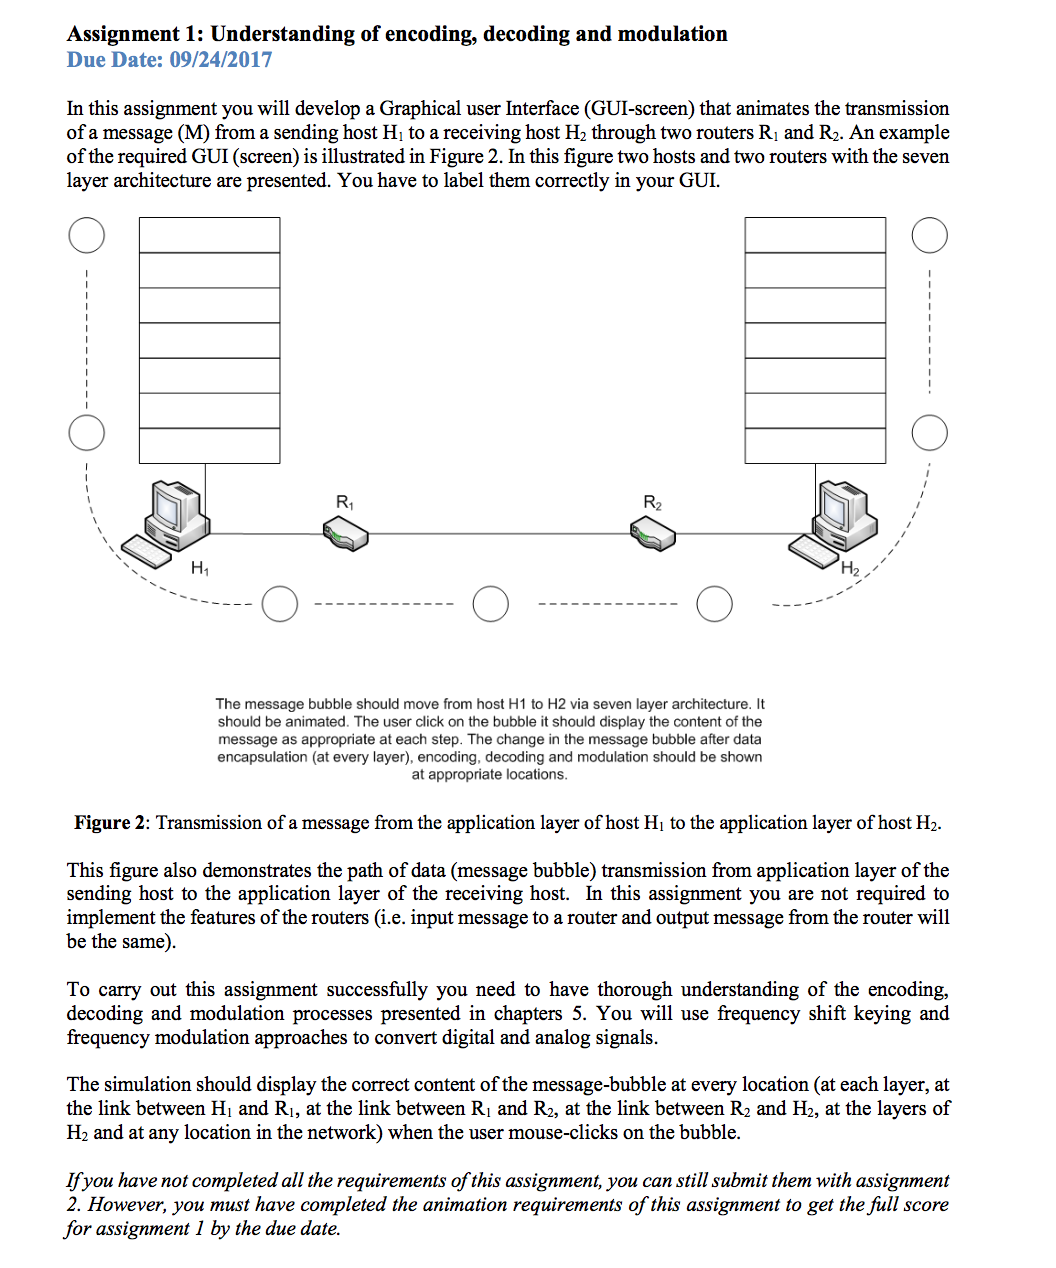 Assignment 1: Understanding of encoding, decoding and modulation
Due Date: 09/24/2017
In this assignment you will develop a Graphical user Interface (GUI-screen) that animates the transmission
of a message (M) from a sending host H1 to a receiving host H2 through two routers R1 and R2. An example
of the required GUI (screen) is illustrated in Figure 2. In this figure two hosts and two routers with the seven
layer architecture are presented. You have to label them correctly in your GUI.
R1
R2
H1
H2
The message bubble should move from host H1 to H2 via seven layer architecture. It
should be animated. The user click on the bubble it should display the content of the
message as appropriate at each step. The change in the message bubble after data
encapsulation (at every layer), encoding, decoding and modulation should be shown
at appropriate locations.
Figure 2: Transmission of a message from the application layer of host H1 to the application layer of host H2.
This figure also demonstrates the path of data (message bubble) transmission from application layer of the
sending host to the application layer of the receiving host. In this assignment you are not required to
implement the features of the routers (i.e. input message to a router and output message from the router will
be the same).
To carry out this assignment successfully you need to have thorough understanding of the encoding,
decoding and modulation processes presented in chapters 5. You will use frequency shift keying and
frequency modulation approaches to convert digital and analog signals.
The simulation should display the correct content of the message-bubble at every location (at each layer, at
the link between H1 and R1, at the link between R1 and R2, at the link between R2 and H2, at the layers of
H2 and at any location in the network) when the user mouse-clicks on the bubble.
If you have not completed all the requirements of this assignment, you can still submit them with assignment
2. However, you must have completed the animation requirements of this assignment to get the full score
for assignment 1 by the due date.